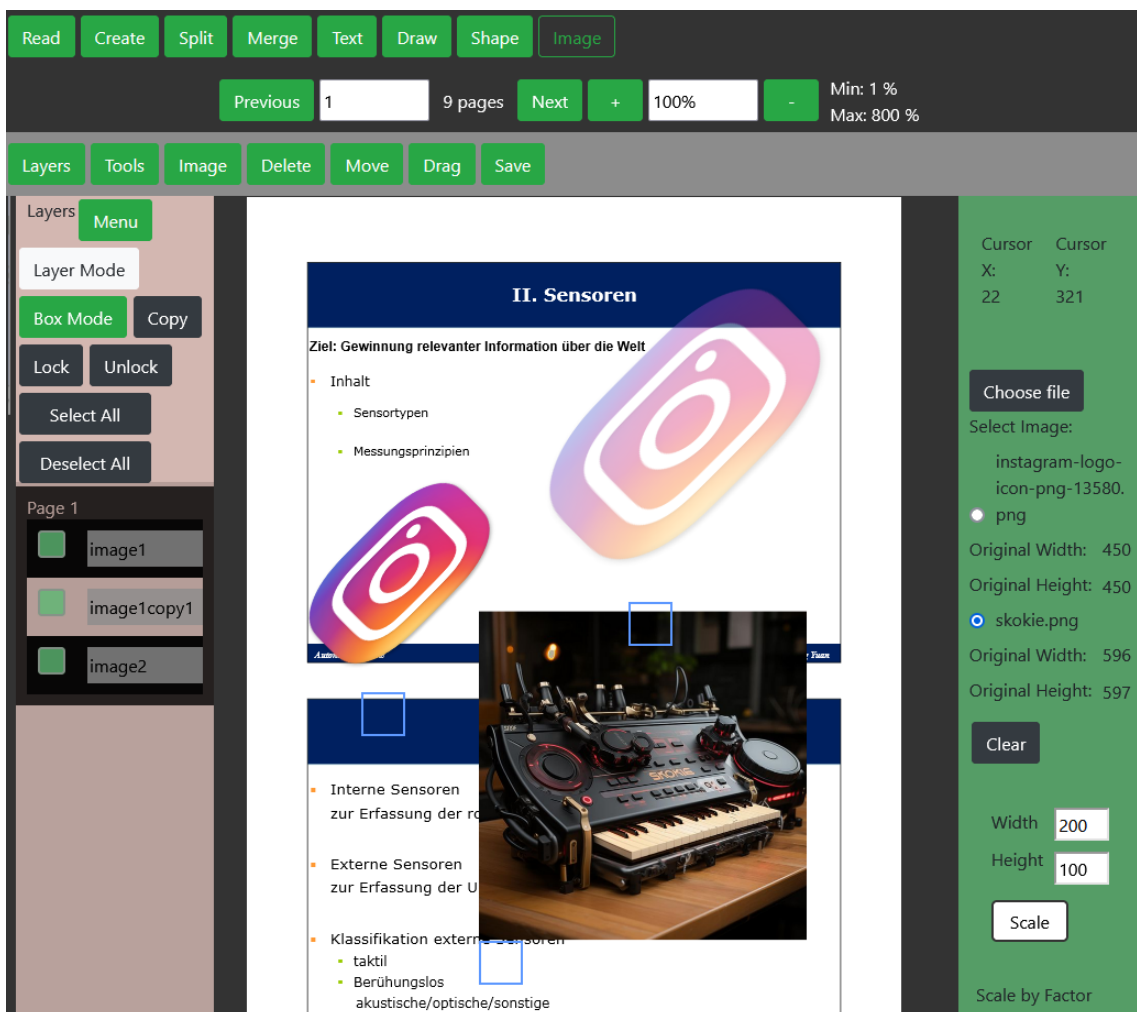 Read Create Split Merge Text Draw Shape Image
Previous 1 9 pages Next + 100% - Min: 1 %
Max: 800 %
Layers Tools Image Delete Move Drag Save
Layers Menu
Layer Mode
Box Mode Copy
Lock Unlock
Select All
Deselect All
Page 1
image1
image1copy1
image2
II. Sensoren
Ziel: Gewinnung relevanter Information über die Welt
Inhalt
Sensortypen
Messungsprinzipien
Yuan
SKOKIE
Interne Sensoren
zur Erfassung der
Externe Sensoren
zur Erfassung der U
Klassifikation externe Sensoren
taktil
Berühungslos
akustische/optische/sonstige
Cursor Cursor
X: Y:
22 321
Choose file
Select Image:
instagram-logo-
icon-png-13580.
png
Original Width: 450
Original Height: 450
skokie.png
Original Width: 596
Original Height: 597
Clear
Width 200
Height 100
Scale
Scale by Factor